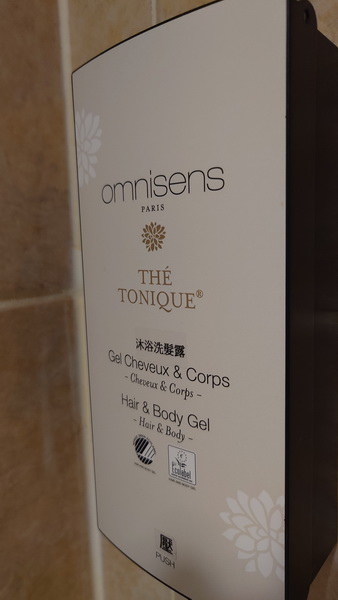 omnisens
PARIS
THÉ
TONIQUE®
沐浴洗髮露
Gel Cheveux & Corps
- Cheveux & Corps -
Hair & Body Gel
- Hair & Body -
Ecolabel
壓
PUSH